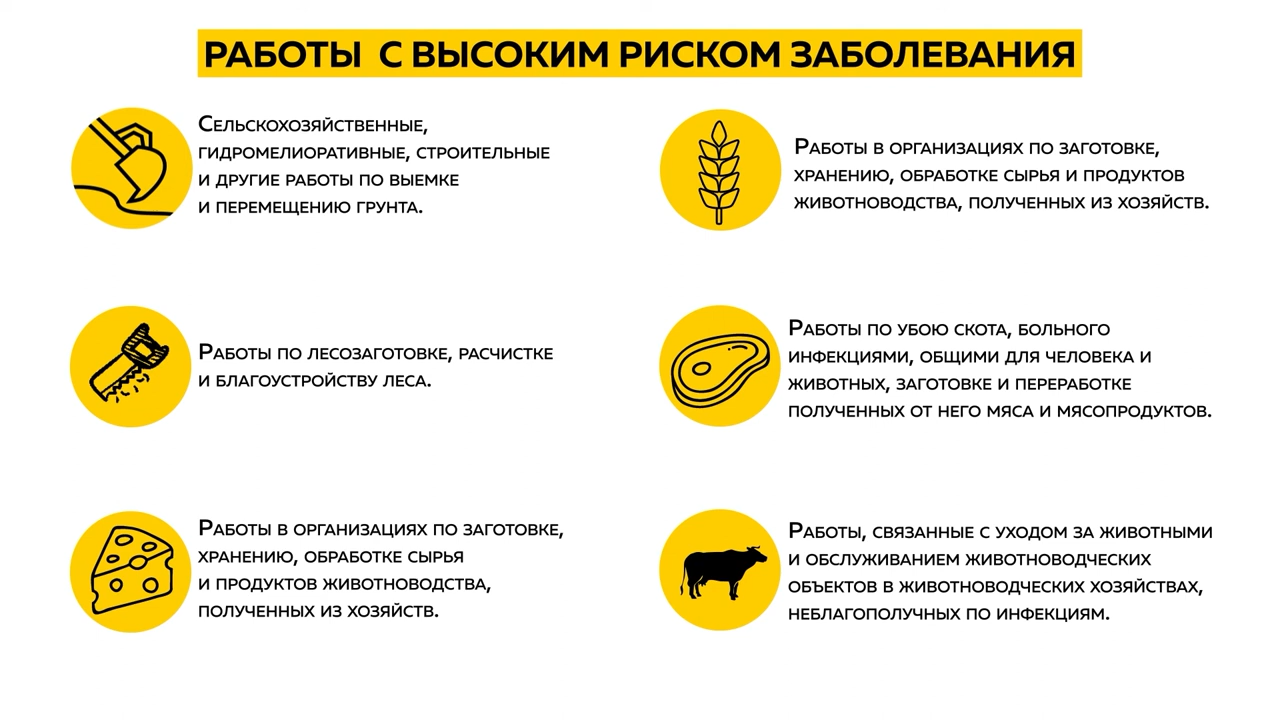 РАБОТЫ С ВЫСОКИМ РИСКОМ ЗАБОЛЕВАНИЯ
Сельскохозяйственные,
гидромелиоративные, строительные
и другие работы по выемке
и перемещению грунта.
Работы в организациях по заготовке,
хранению, обработке сырья и продуктов
животноводства, полученных из хозяйств.
Работы по лесозаготовке, расчистке
и благоустройству леса.
Работы по убою скота, больного
инфекциями, общими для человека и
животных, заготовке и переработке
полученных от него мяса и мясопродуктов.
Работы в организациях по заготовке,
хранению, обработке сырья
и продуктов животноводства,
полученных из хозяйств.
Работы, связанные с уходом за животными
и обслуживанием животноводческих
объектов в животноводческих хозяйствах,
неблагополучных по инфекциям.